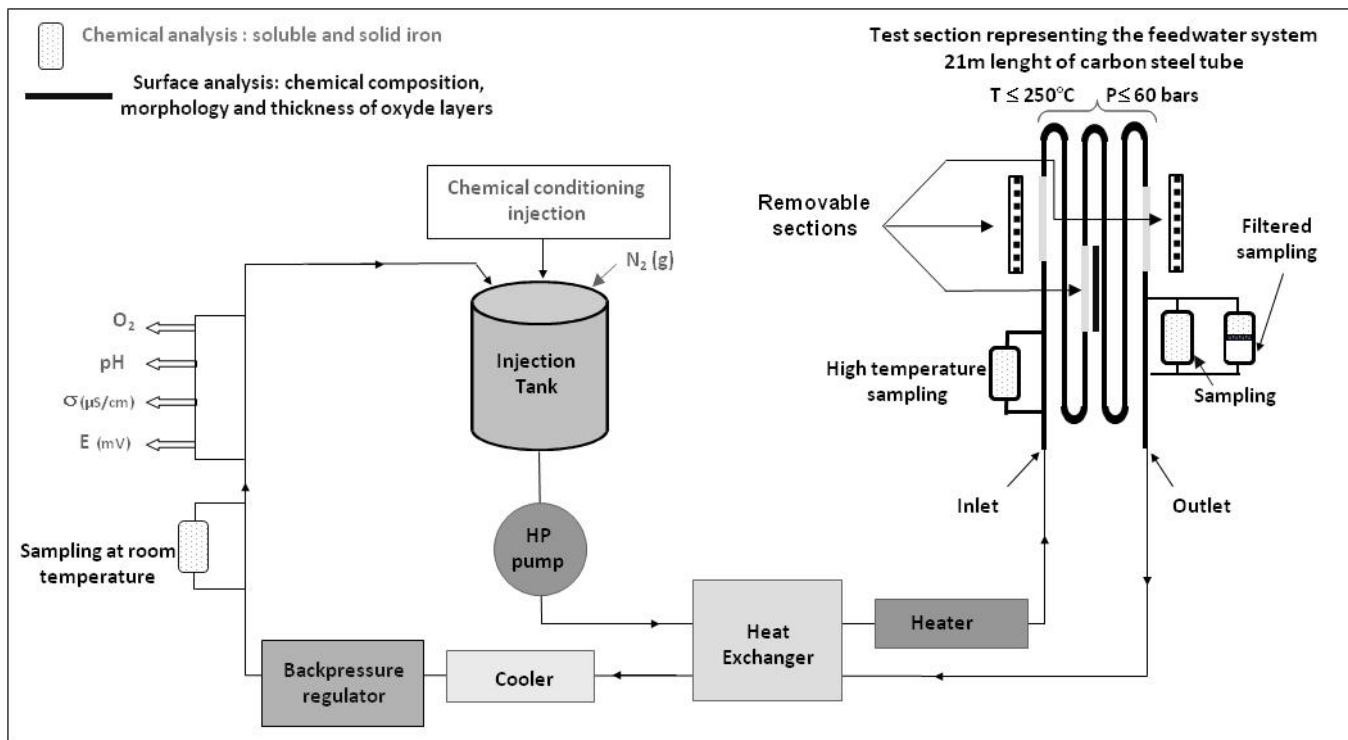 Chemical analysis : soluble and solid iron
Surface analysis: chemical composition,
morphology and thickness of oxyde layers
Test section representing the feedwater system
21m lenght of carbon steel tube
T ≤ 250°C P≤ 60 bars
Chemical conditioning
injection
N₂ (g)
Removable
sections
Filtered
sampling
O₂
pH
σ(µS/cm)
E (mV)
Injection
Tank
High temperature
sampling
Sampling
Inlet
Outlet
HP
pump
Sampling at room
temperature
Heat
Exchanger
Heater
Backpressure
regulator
Cooler